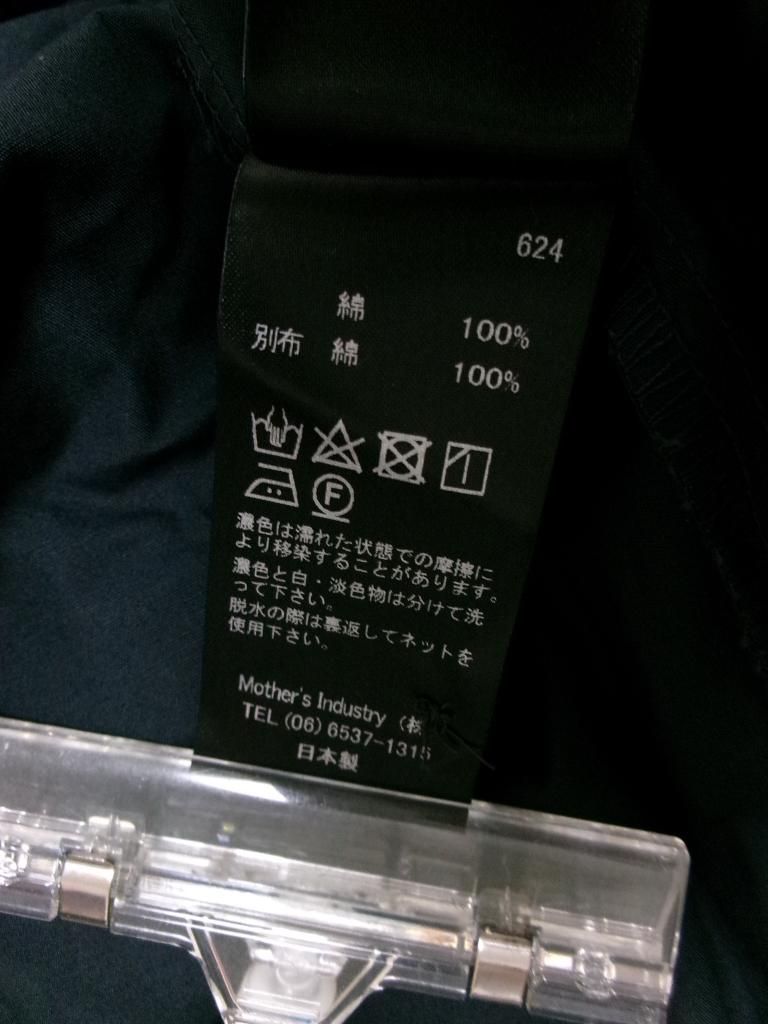 624
綿 100%
別布 綿 100%
F
濃色は濡れた状態での摩擦に
より移染することがあります。
濃色と白・淡色物は分けて洗
って下さい。
脱水の際は裏返してネットを
使用下さい。
Mother's Industry (株
TEL (06) 6537-1315
日本製